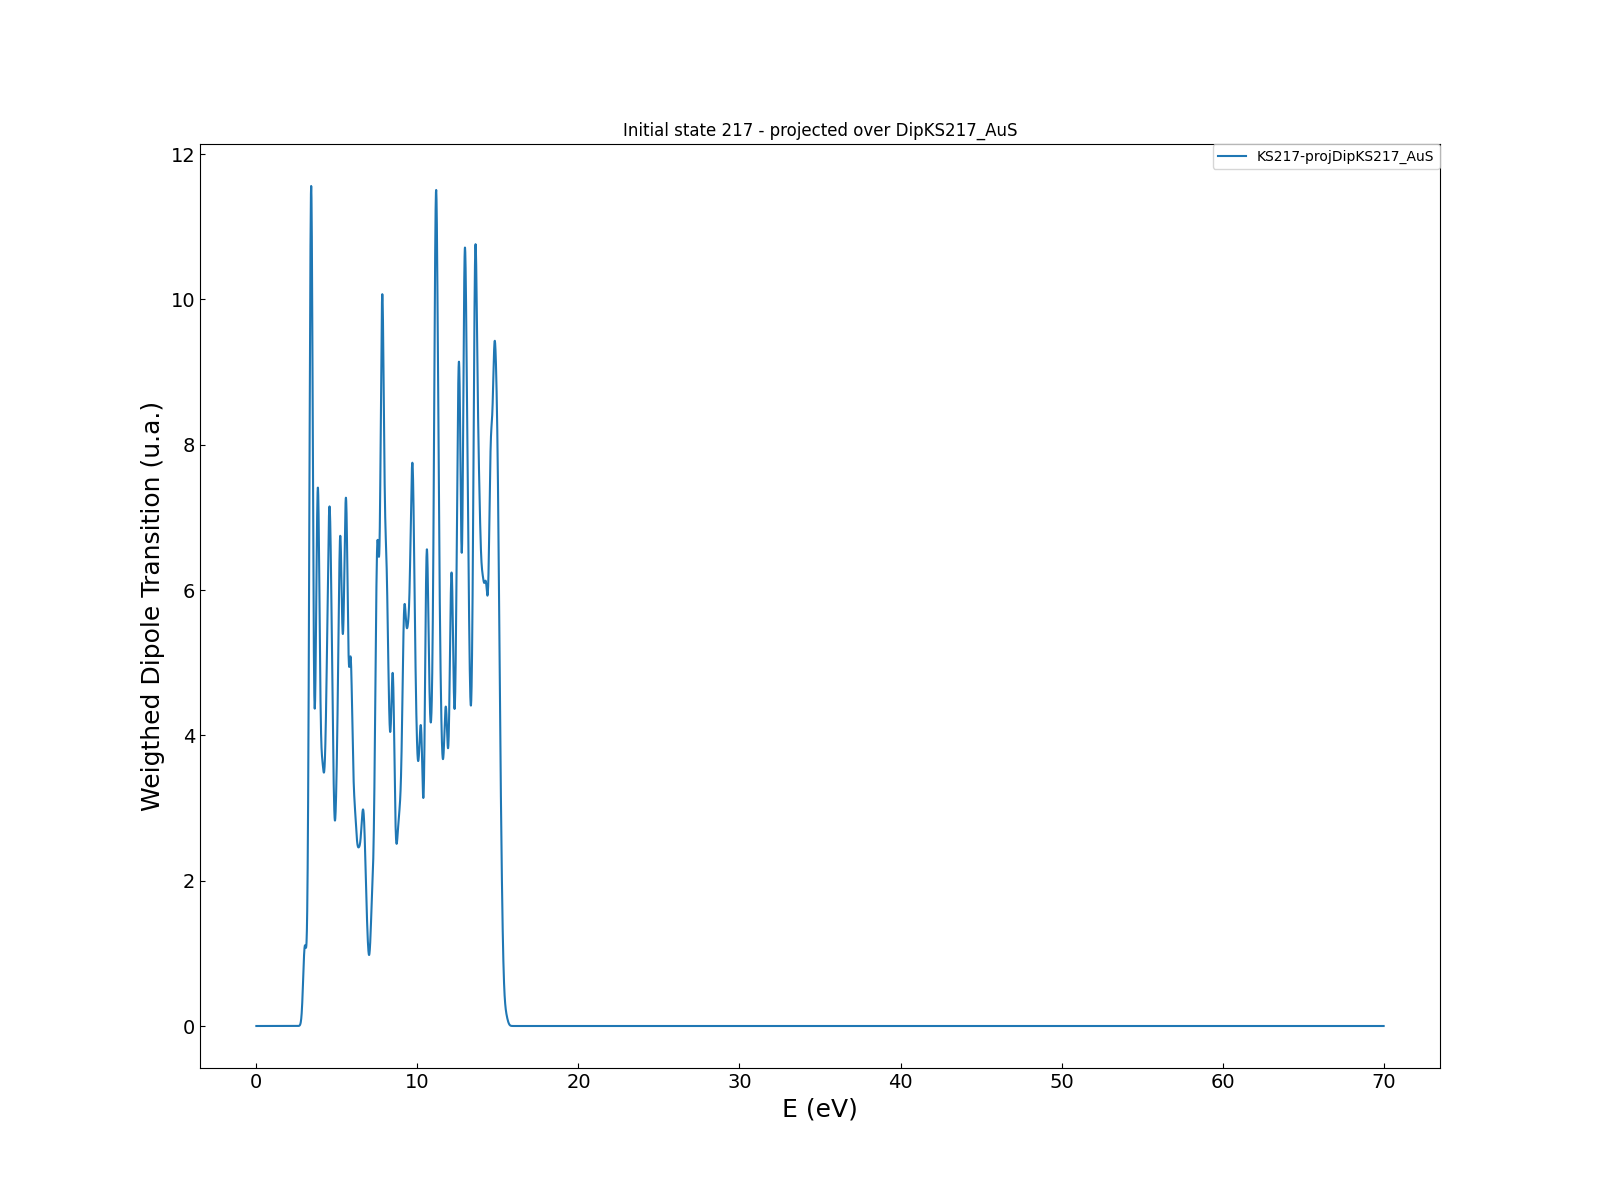 Initial state 217 - projected over DipKS217_AuS
KS217-projDipKS217_AuS
Weigthed Dipole Transition (u.a.)
12
10
8
6
4
2
0
0 10 20 30 40 50 60 70
E (eV)